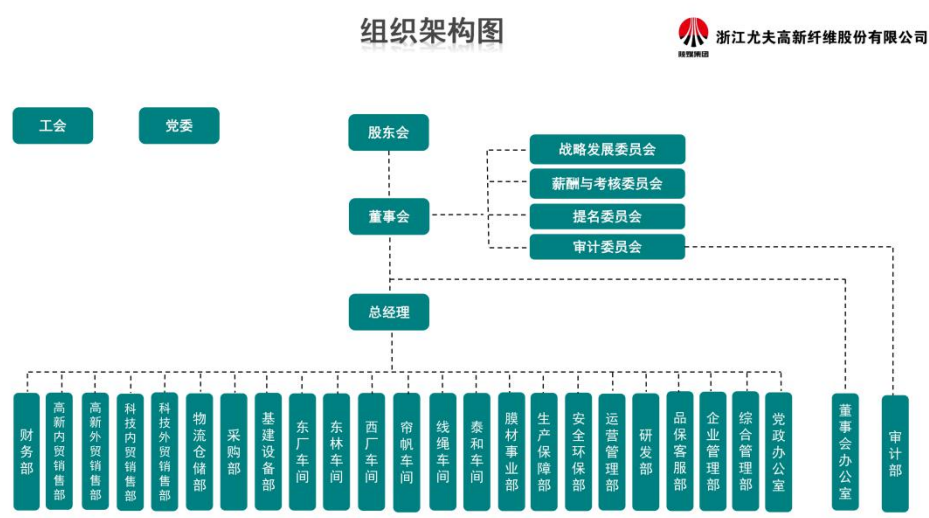 组织架构图
陕煤集团
浙江尤夫高新纤维股份有限公司
工会
党委
股东会
战略发展委员会
薪酬与考核委员会
董事会
提名委员会
审计委员会
总经理
财务部
高新内贸销售部
高新外贸销售部
科技内贸销售部
科技外贸销售部
物流仓储部
采购部
基建设备部
东厂车间
东林车间
西厂车间
帘帆车间
线绳车间
泰和车间
膜材事业部
生产保障部
安全环保部
运营管理部
研发部
品保客服部
企业管理部
综合管理部
党政办公室
董事会办公室
审计部